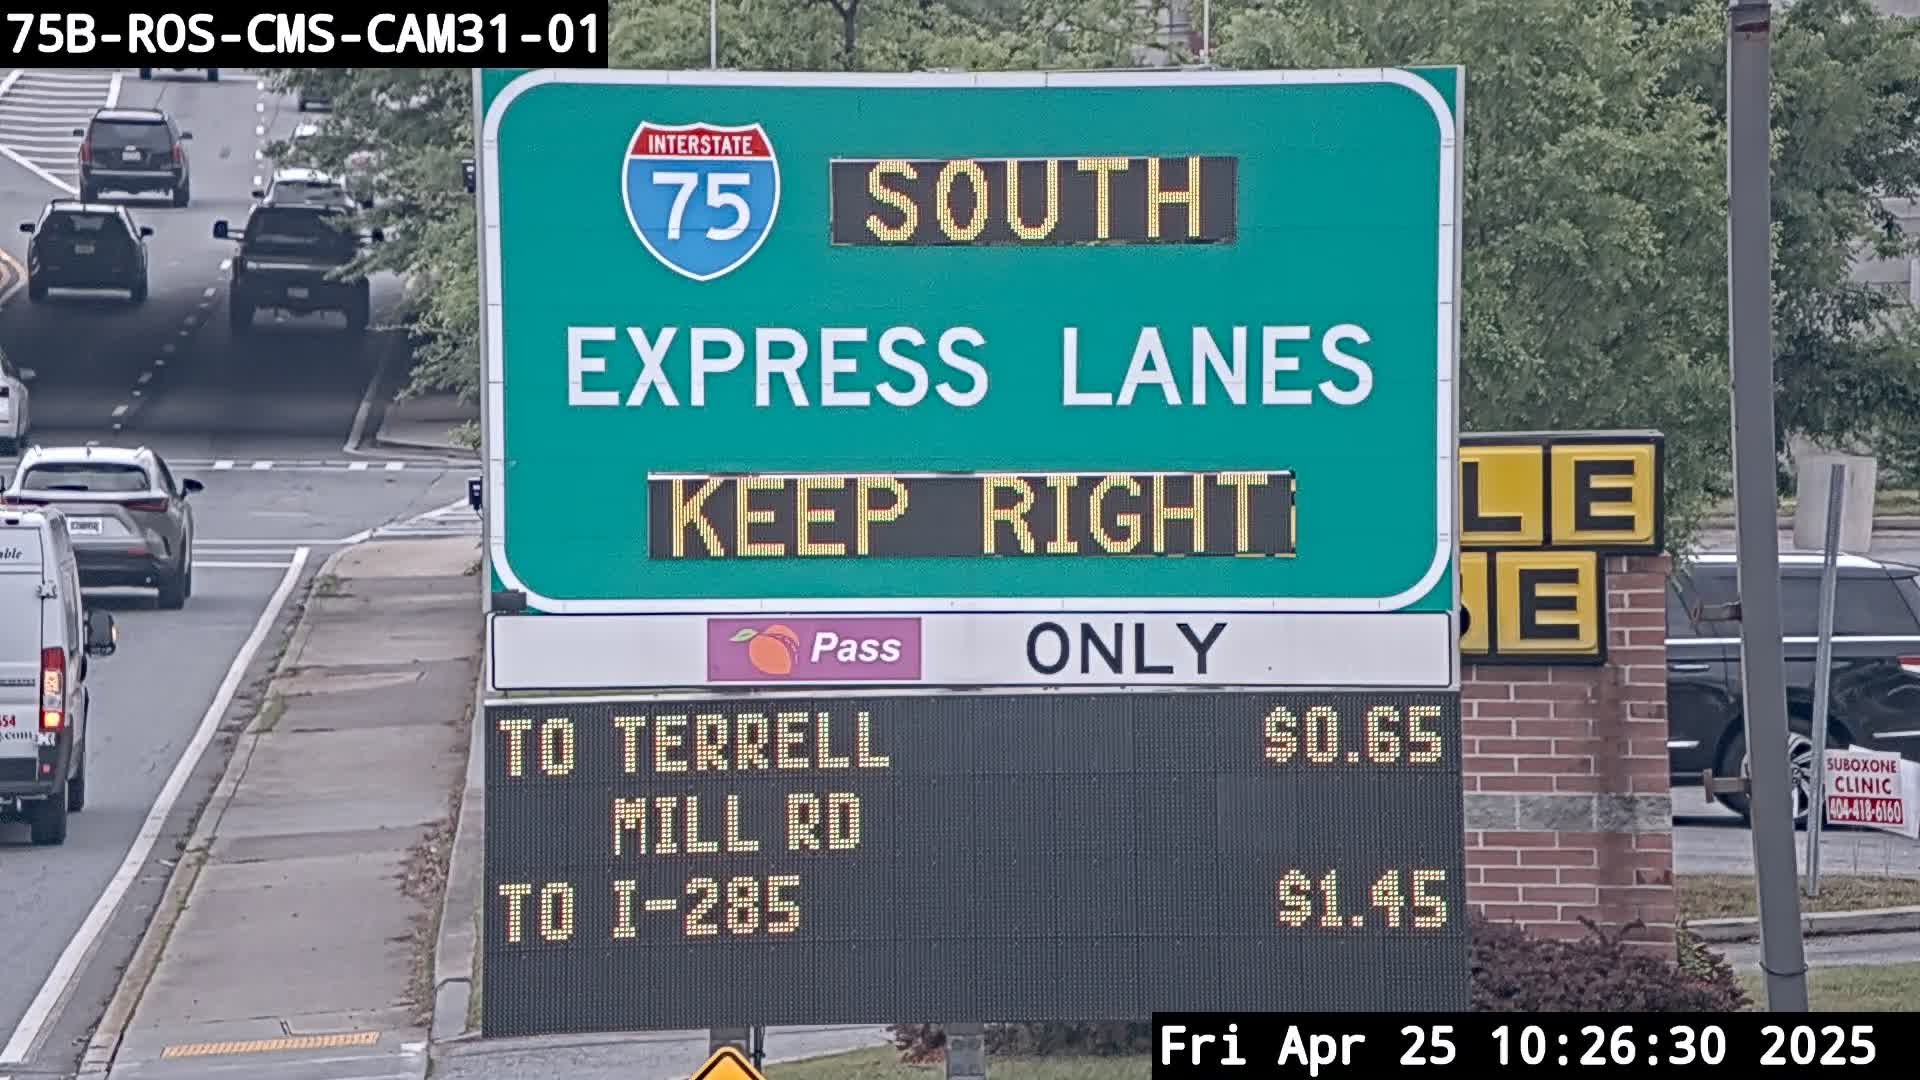 75B-ROS-CMS-CAM31-01
INTERSTATE
75
SOUTH
EXPRESS LANES
KEEP RIGHT
Pass ONLY
TO TERRELL $0.65
MILL RD
TO I-285 $1.45
LE
E
SUBOXONE
CLINIC
404-418-6160
Fri Apr 25 10:26:30 2025